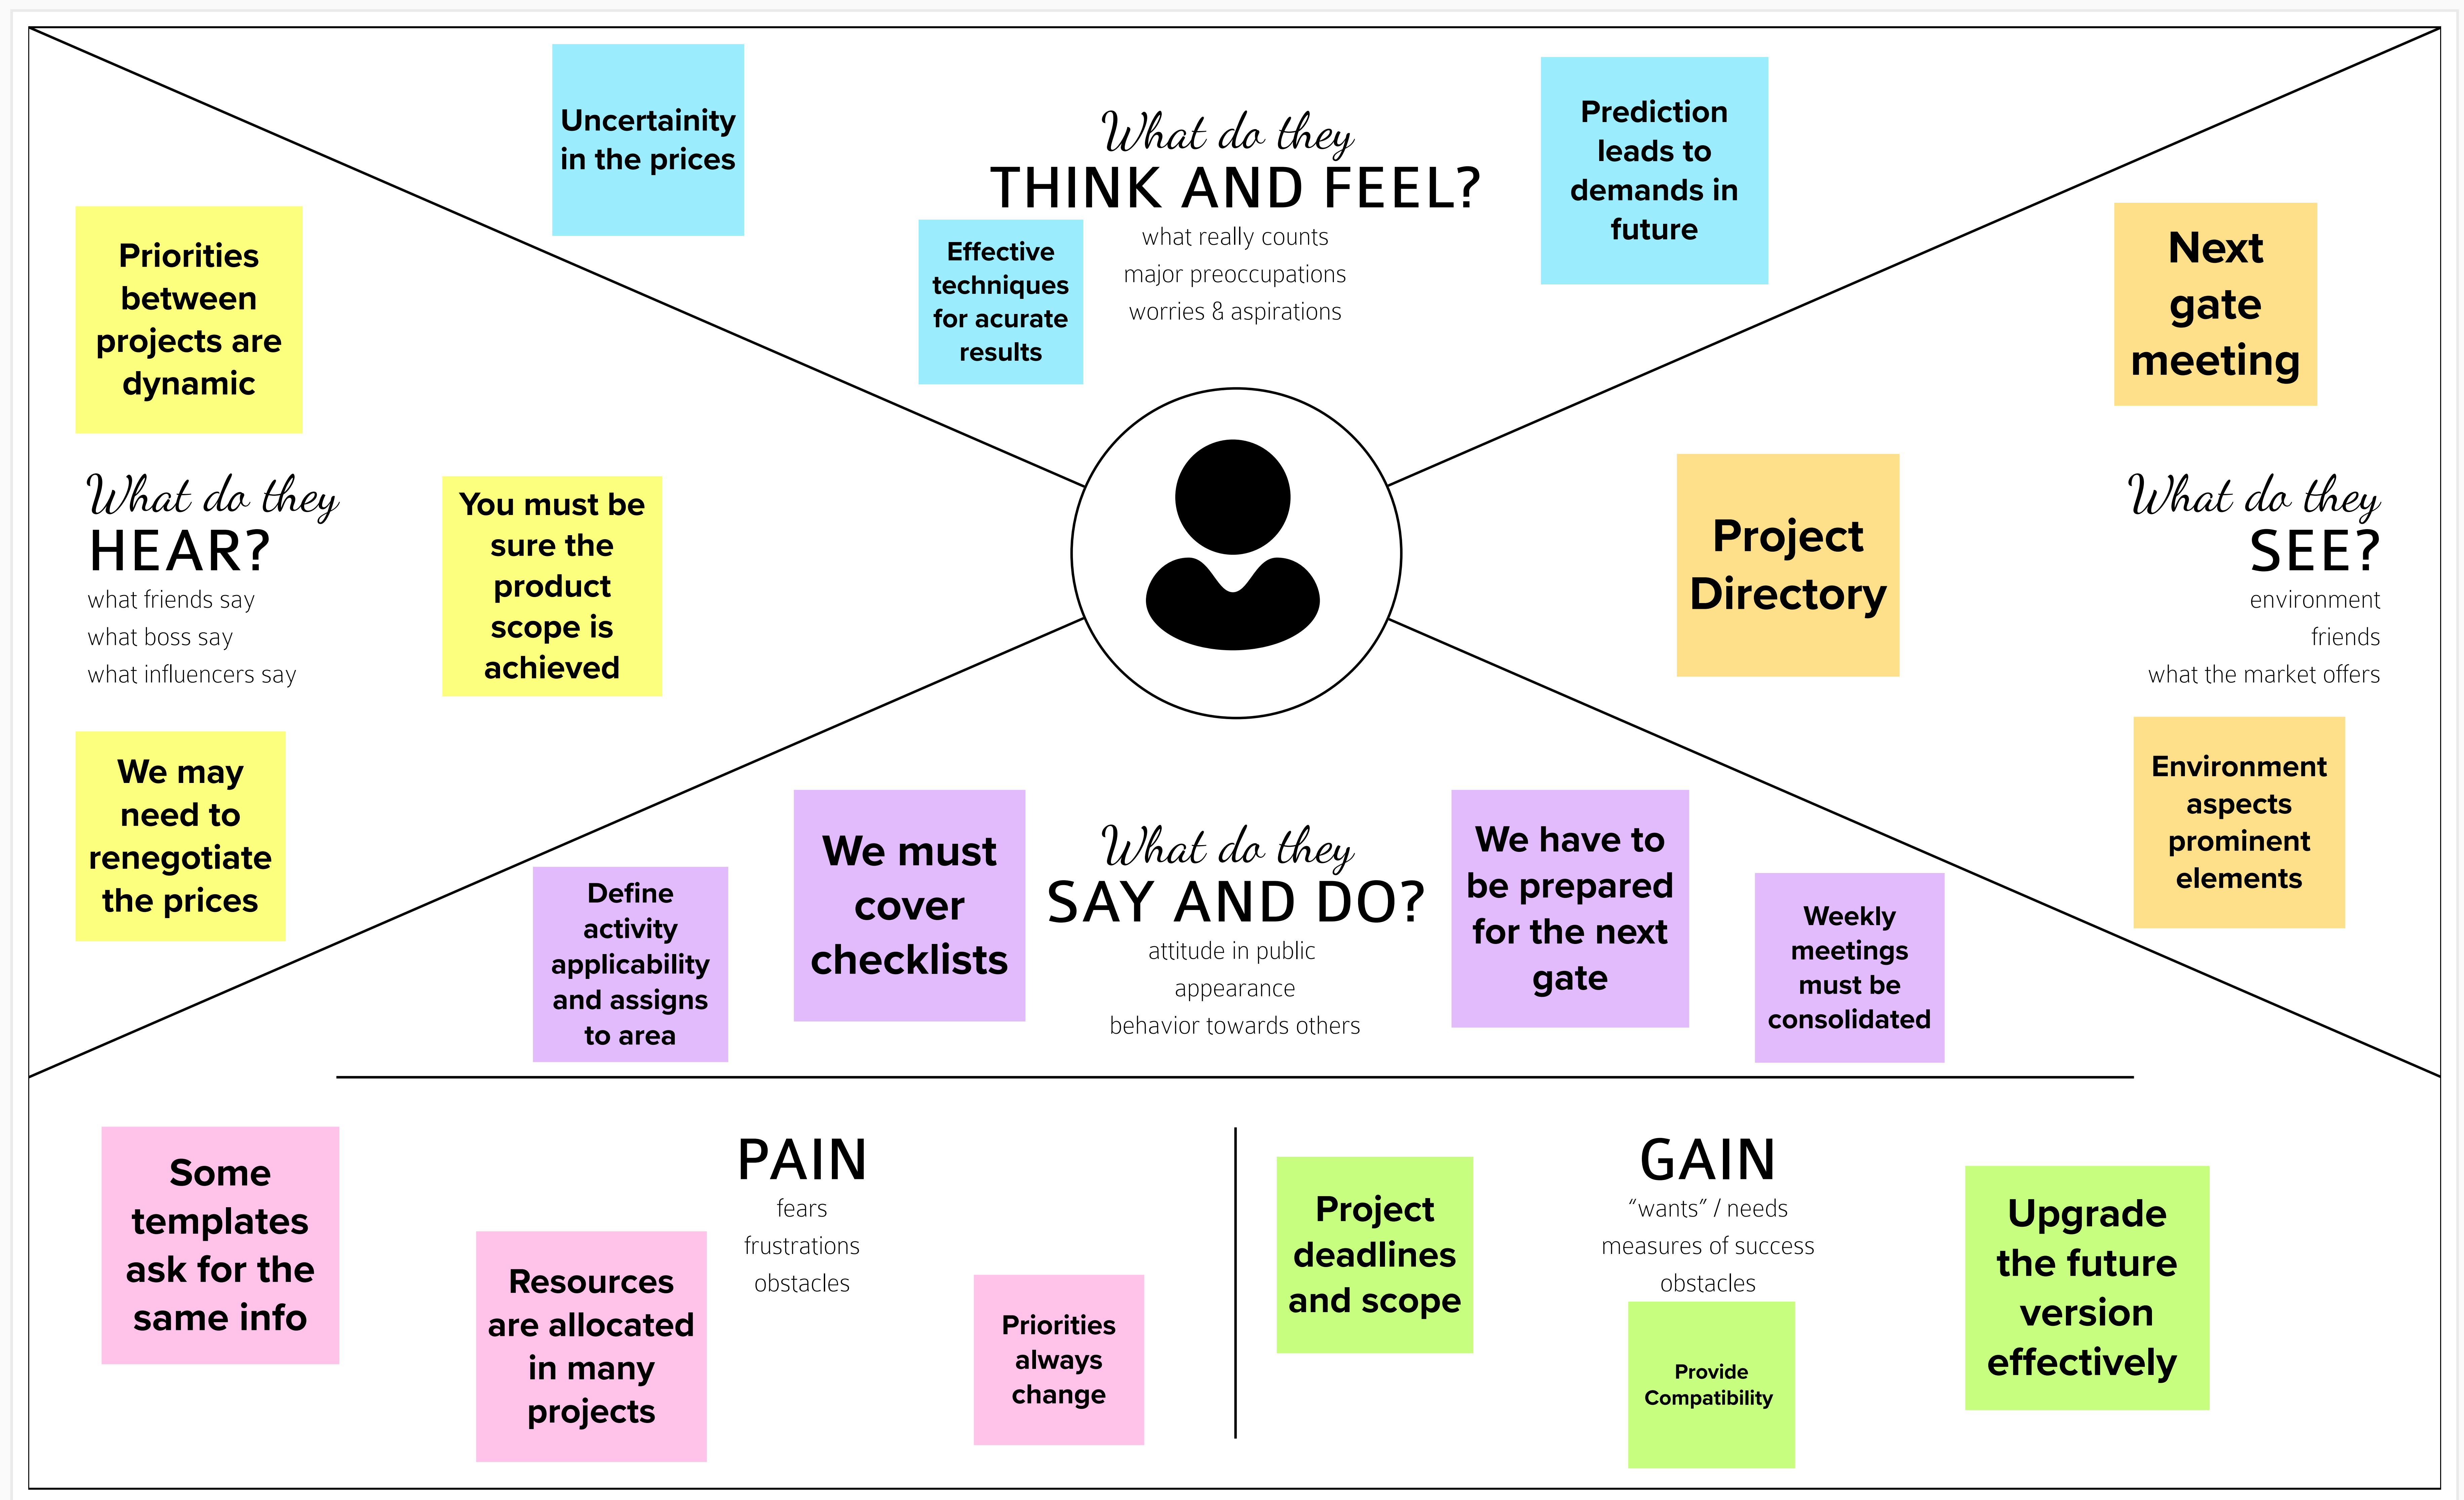 Uncertainity
in the prices
What do they
THINK AND FEEL?
what really counts
major preoccupations
worries & aspirations
Effective
techniques
for acurate
results
Prediction
leads to
demands in
future
Priorities
between
projects are
dynamic
What do they
HEAR?
what friends say
what boss say
what influencers say
You must be
sure the
product
scope is
achieved
We may
need to
renegotiate
the prices
Next
gate
meeting
Project
Directory
What do they
SEE?
environment
friends
what the market offers
Environment
aspects
prominent
elements
Define
activity
applicability
and assigns
to area
We must
cover
checklists
What do they
SAY AND DO?
attitude in public
appearance
behavior towards others
We have to
be prepared
for the next
gate
Weekly
meetings
must be
consolidated
Some
templates
ask for the
same info
PAIN
fears
frustrations
obstacles
Resources
are allocated
in many
projects
Priorities
always
change
Project
deadlines
and scope
GAIN
“wants” / needs
measures of success
obstacles
Provide
Compatibility
Upgrade
the future
version
effectively